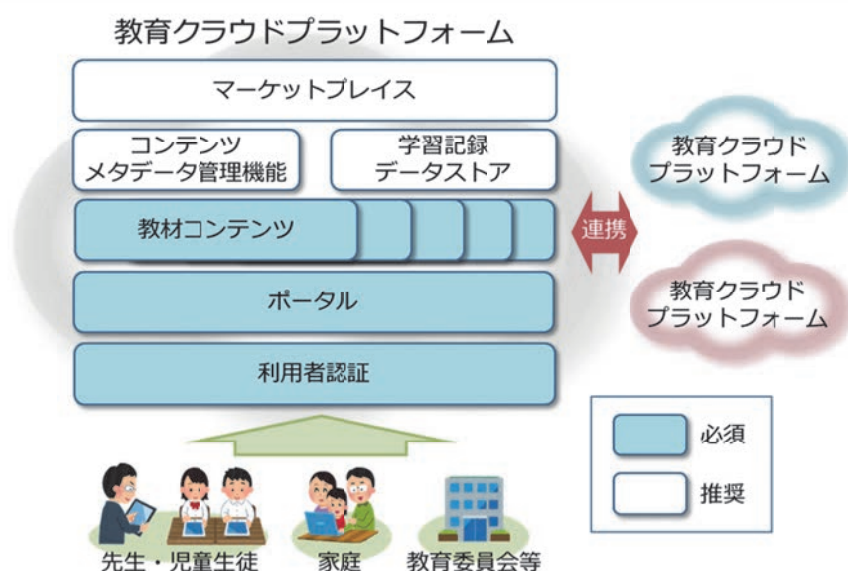 教育クラウドプラットフォーム
マーケットプレイス
コンテンツ
メタデータ管理機能
学習記録
データストア
教材コンテンツ
ポータル
利用者認証
連携
教育クラウド
プラットフォーム
教育クラウド
プラットフォーム
必須
推奨
先生・児童生徒
家庭
教育委員会等